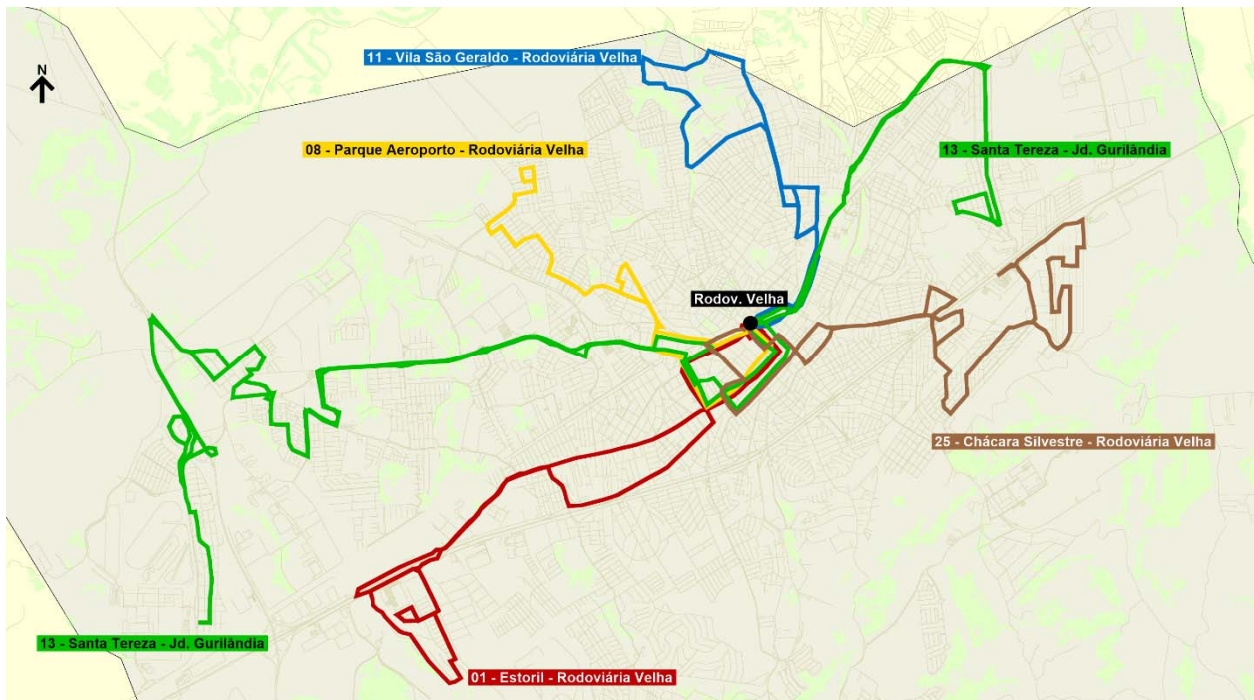 11 - Vila São Geraldo - Rodoviária Velha
N
08 - Parque Aeroporto - Rodoviária Velha
13 - Santa Tereza - Jd. Gurilândia
Rodov. Velha
25 - Chácara Silvestre - Rodoviária Velha
13 - Santa Tereza - Jd. Gurilândia
01 - Estoril - Rodoviária Velha